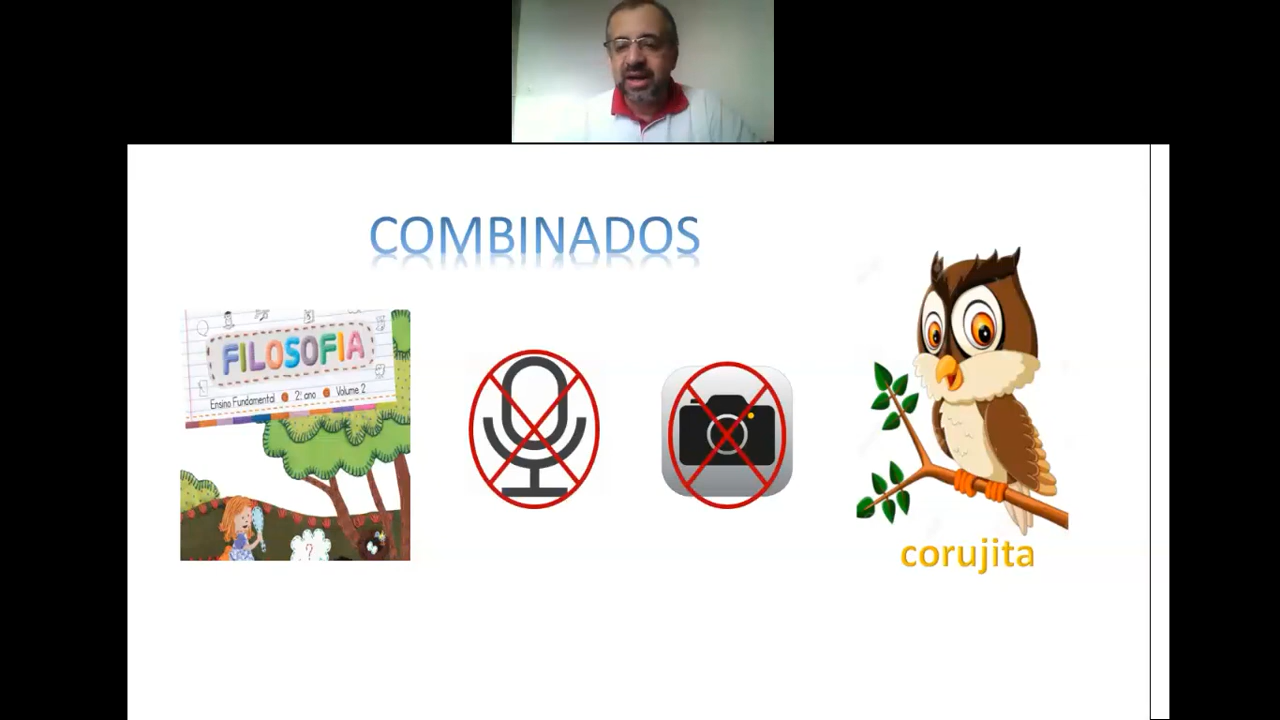 COMBINADOS
FILOSOFIA
Ensino Fundamental 2º ano Volume 2
?
corujita